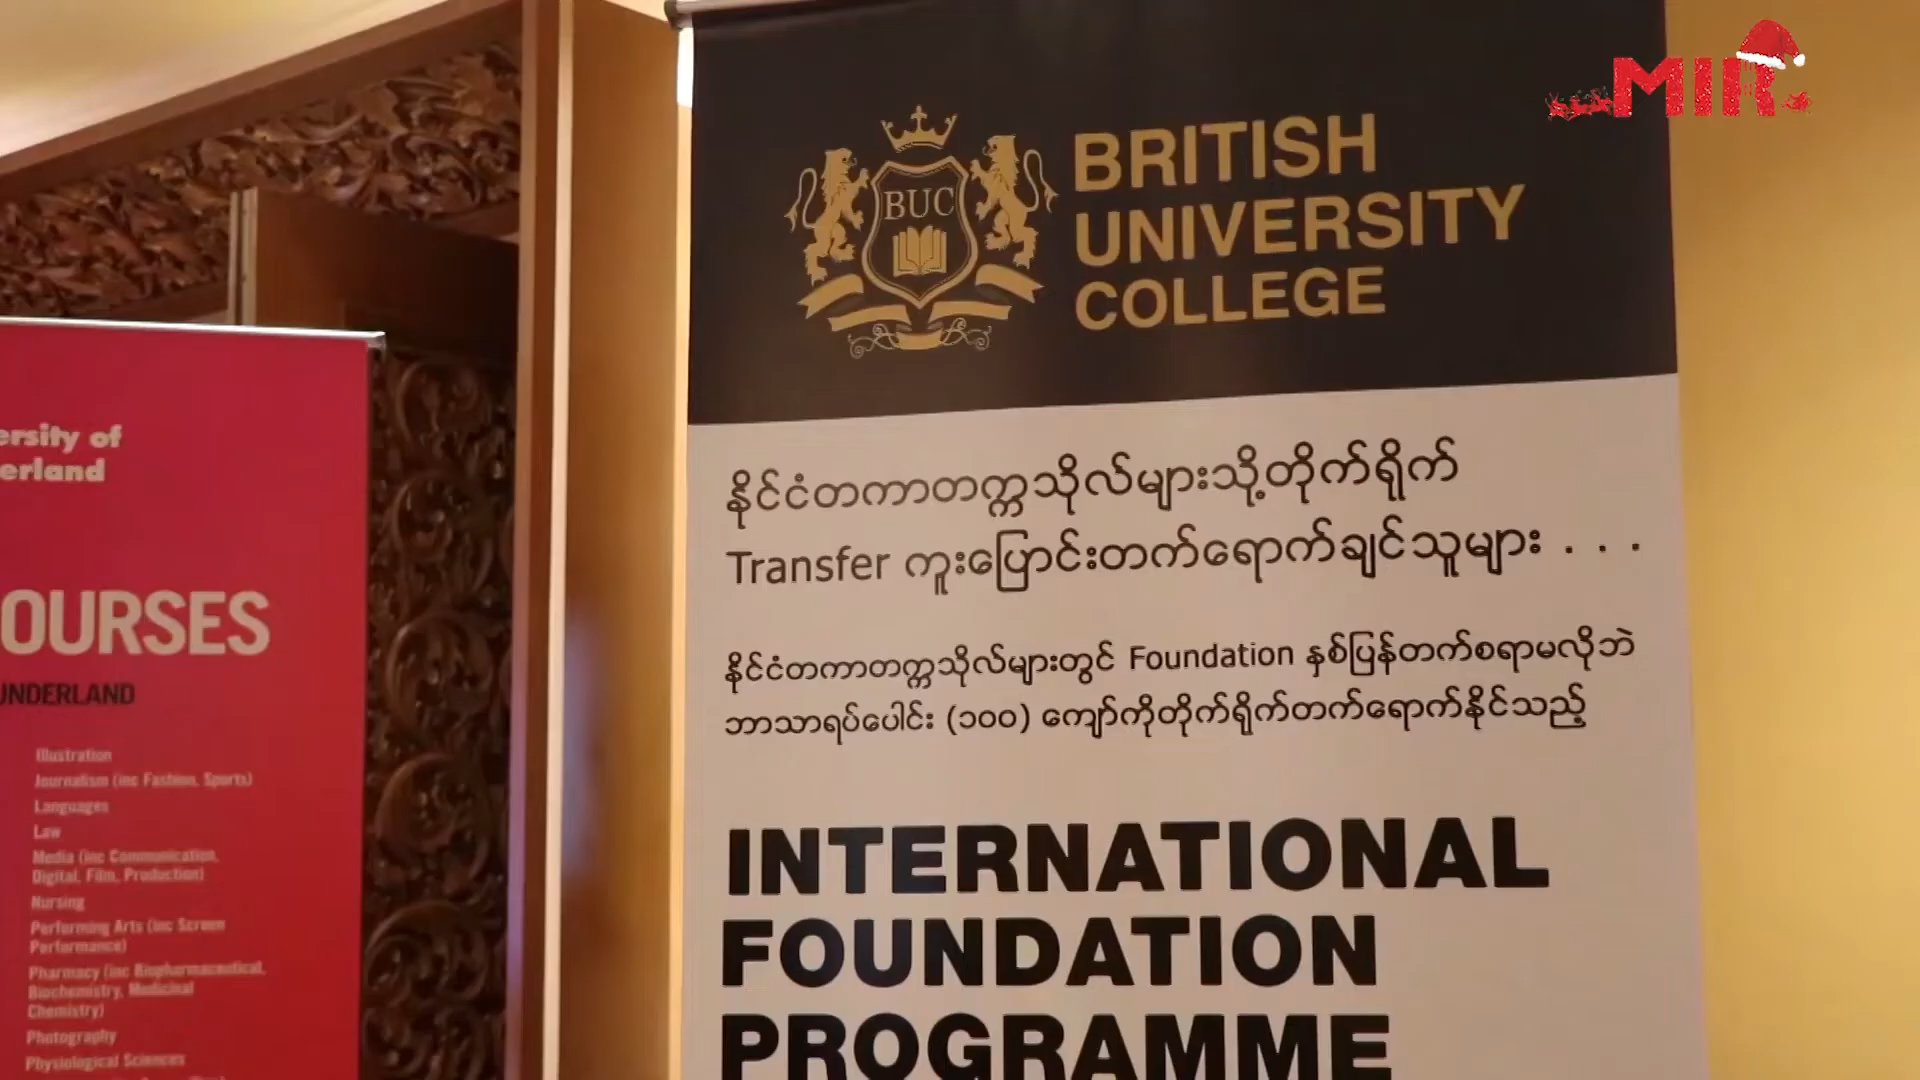 MIR
BUC
BRITISH
UNIVERSITY
COLLEGE
နိုင်ငံတကာတက္ကသိုလ်များသို့တိုက်ရိုက်
Transfer ကူးပြောင်းတက်ရောက်ချင်သူများ . . .
နိုင်ငံတကာတက္ကသိုလ်များတွင် Foundation နှစ်ပြန်တက်စရာမလိုဘဲ
ဘာသာရပ်ပေါင်း (၁၀၀) ကျော်ကိုတိုက်ရိုက်တက်ရောက်နိုင်သည့်
INTERNATIONAL
FOUNDATION
PROGRAMME
ersity of
erland
OURSES
UNDERLAND
Illustration
Journalism (inc Fashion, Sports)
Languages
Law
Media (inc Communication,
Digital, Film, Production)
Nursing
Performing Arts (inc Screen
Performance)
Pharmacy (inc Biopharmaceutical,
Biochemistry, Medicinal
Chemistry)
Photography
Physiological Sciences